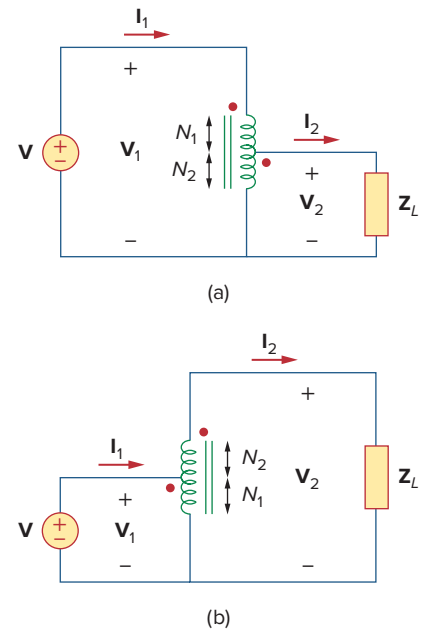 I1
+
N1
I2
V
+
−
V1
N2
+
V2
ZL
−
−
(a)
I2
+
I1
N2
V2
ZL
+
N1
V
+
−
V1
−
−
(b)